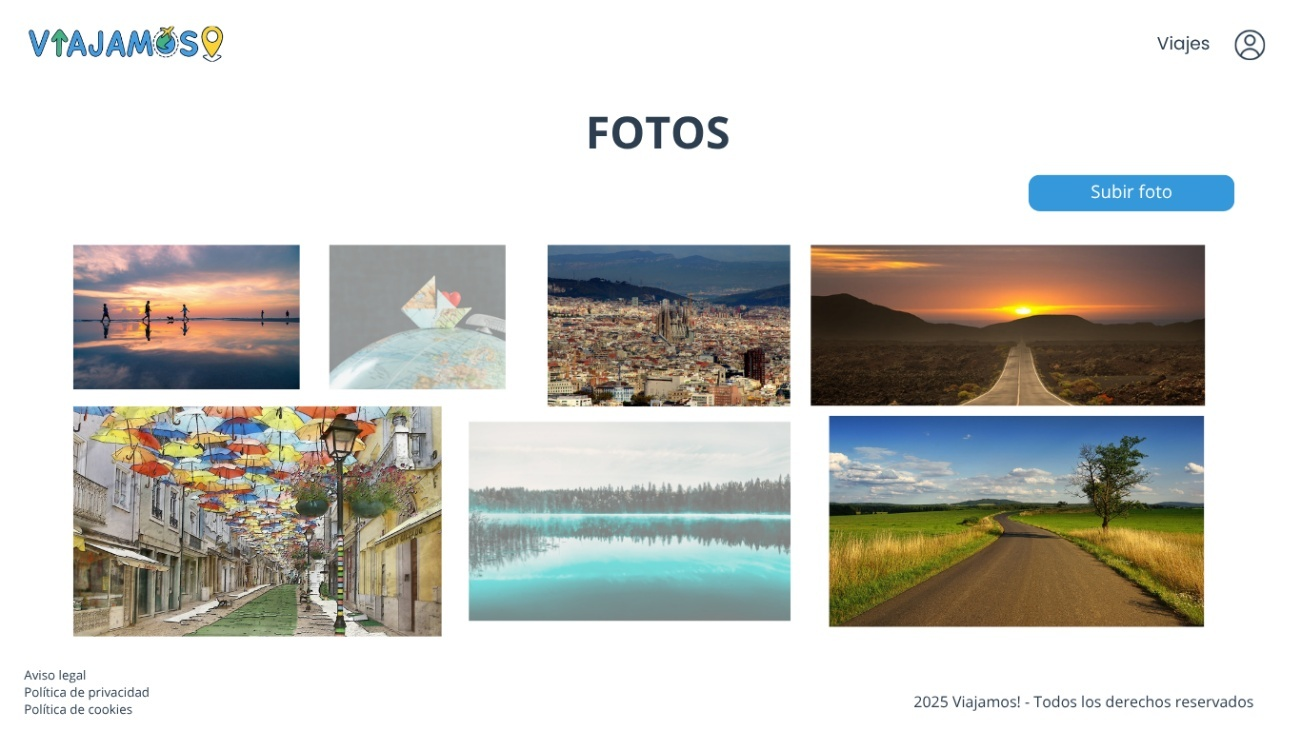 VIAJAMOS!
Viajes
FOTOS
Subir foto
Aviso legal
Política de privacidad
Política de cookies
2025 Viajamos! - Todos los derechos reservados